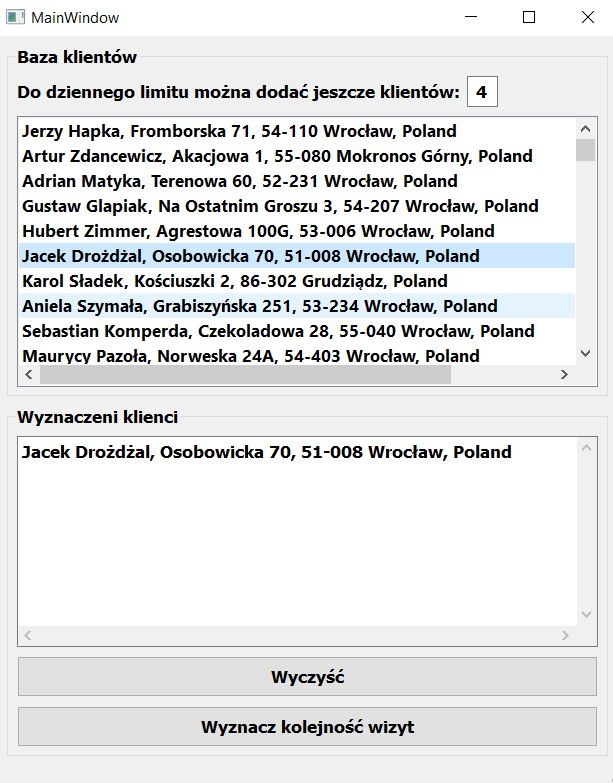 MainWindow
Baza klientów
Do dziennego limitu można dodać jeszcze klientów: 4
Jerzy Hapka, Fromborska 71, 54-110 Wrocław, Poland
Artur Zdancewicz, Akacjowa 1, 55-080 Mokronos Górny, Poland
Adrian Matyka, Terenowa 60, 52-231 Wrocław, Poland
Gustaw Glapiak, Na Ostatnim Groszu 3, 54-207 Wrocław, Poland
Hubert Zimmer, Agrestowa 100G, 53-006 Wrocław, Poland
Jacek Drożdżal, Osobowicka 70, 51-008 Wrocław, Poland
Karol Sładek, Kościuszki 2, 86-302 Grudziądz, Poland
Aniela Szymała, Grabiszyńska 251, 53-234 Wrocław, Poland
Sebastian Komperda, Czekoladowa 28, 55-040 Wrocław, Poland
Maurycy Pazoła, Norweska 24A, 54-403 Wrocław, Poland
Wyznaczeni klienci
Jacek Drożdżal, Osobowicka 70, 51-008 Wrocław, Poland
Wyczyść
Wyznacz kolejność wizyt